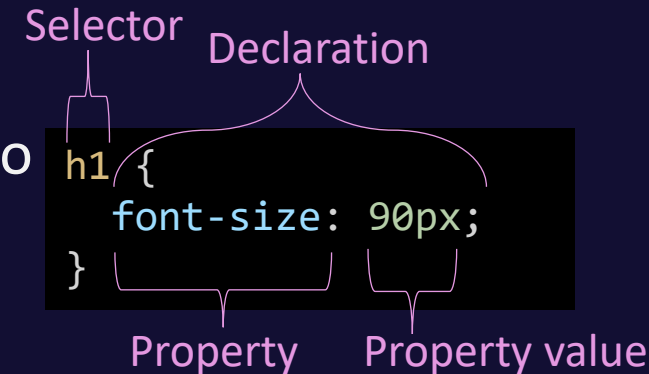 Selector
Declaration
o
h1 {
font-size: 90px;
}
Property Property value